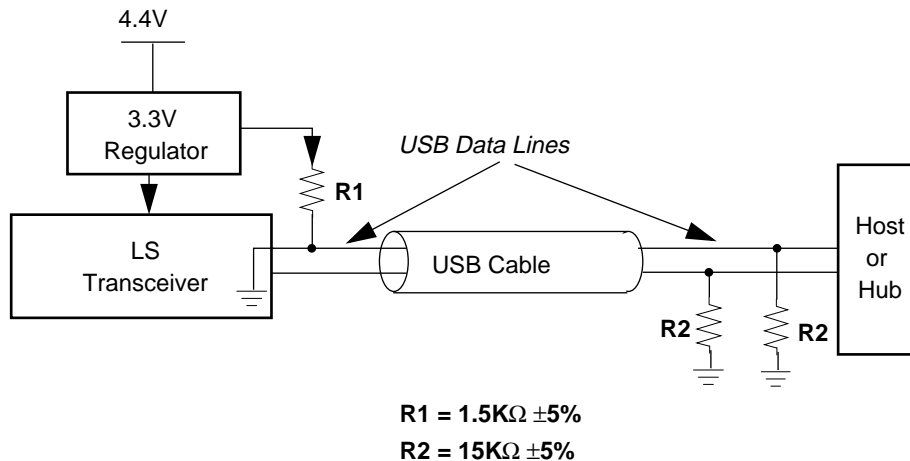 4.4V
3.3V
Regulator
USB Data Lines
R1
LS
Transceiver
USB Cable
Host
or
Hub
R2
R2
R1 = 1.5KΩ ±5%
R2 = 15KΩ ±5%